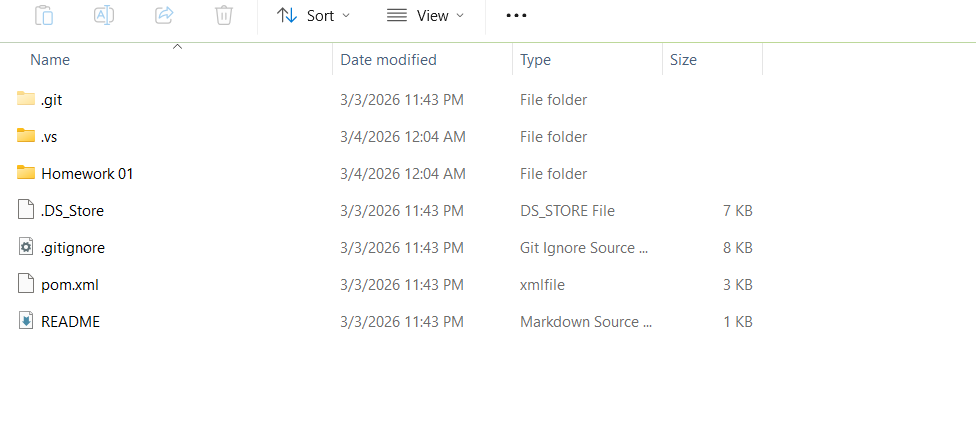 Sort View •••
Name Date modified Type Size
.git 3/3/2026 11:43 PM File folder
.vs 3/4/2026 12:04 AM File folder
Homework 01 3/4/2026 12:04 AM File folder
.DS_Store 3/3/2026 11:43 PM DS_STORE File 7 KB
.gitignore 3/3/2026 11:43 PM Git Ignore Source ... 8 KB
pom.xml 3/3/2026 11:43 PM xmlfile 3 KB
README 3/3/2026 11:43 PM Markdown Source ... 1 KB